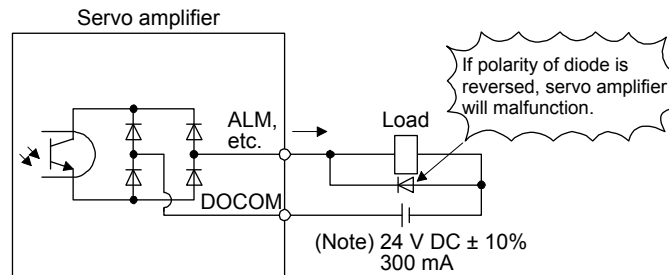 Servo amplifier
If polarity of diode is
reversed, servo amplifier
will malfunction.
ALM,
etc.
Load
DOCOM
(Note) 24 V DC ± 10%
300 mA